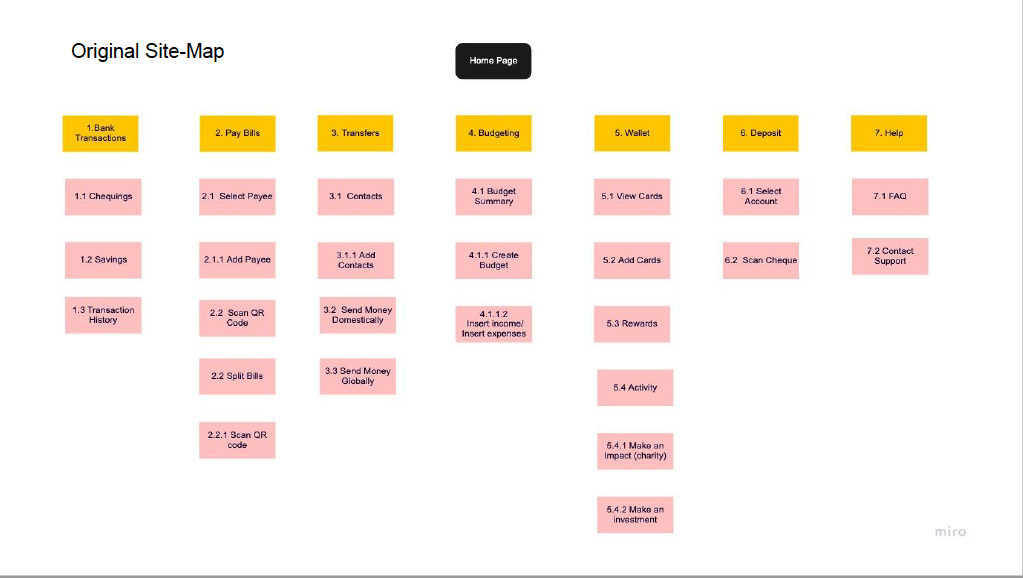 Original Site-Map
Home Page
1.Bank
Transactions
2. Pay Bills
3. Transfers
4. Budgeting
5. Wallet
6. Deposit
7. Help
1.1 Chequings
2.1 Select Payee
3.1 Contacts
4.1 Budget
Summary
5.1 View Cards
6.1 Select
Account
7.1 FAQ
1.2 Savings
2.1.1 Add Payee
3.1.1 Add
Contacts
4.1.1 Create
Budget
5.2 Add Cards
6.2 Scan Cheque
7.2 Contact
Support
1.3 Transaction
History
2.2 Scan QR
Code
3.2 Send Money
Domestically
4.1.1.2
Insert income/
Insert expenses
5.3 Rewards
2.2 Split Bills
3.3 Send Money
Globally
5.4 Activity
2.2.1 Scan QR
code
5.4.1 Make an
Impact (charity)
5.4.2 Make an
investment
miro